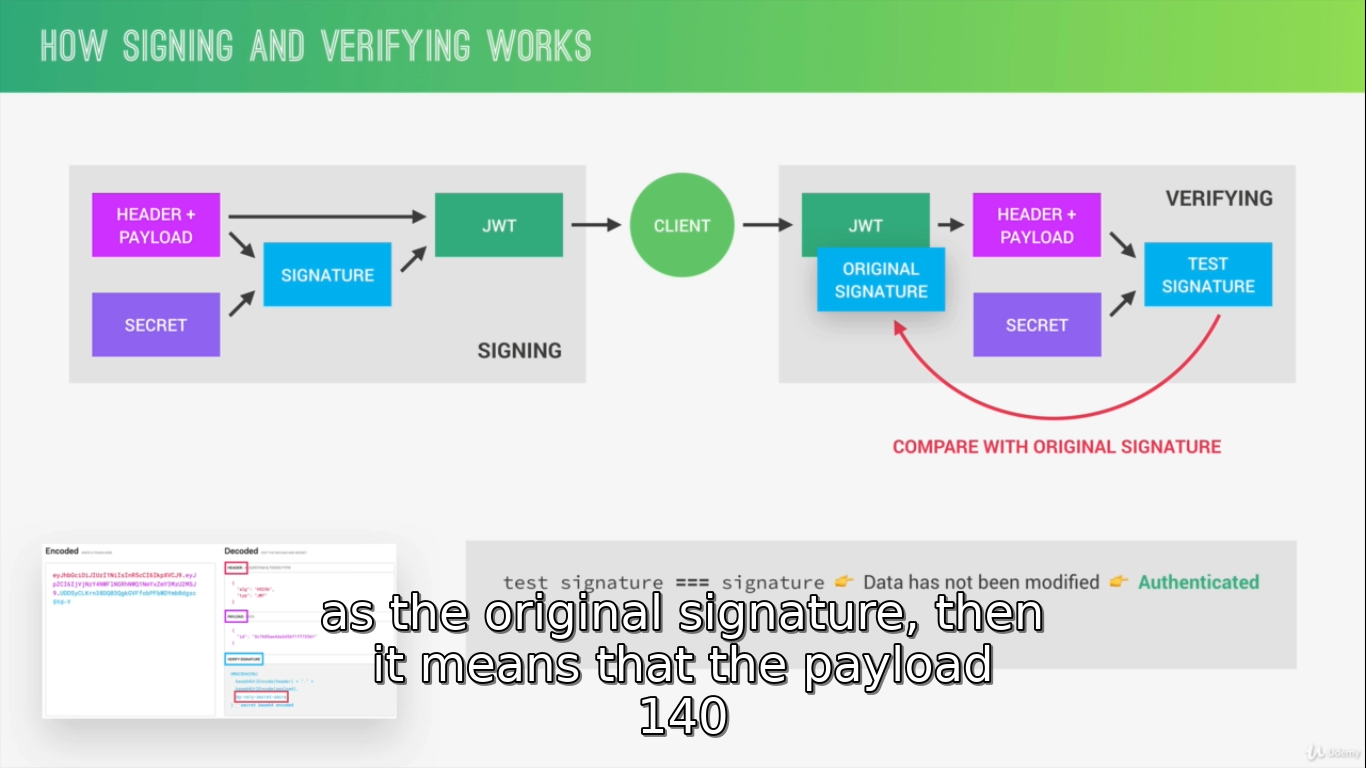 HOW SIGNING AND VERIFYING WORKS
HEADER +
PAYLOAD
SECRET
SIGNATURE
JWT
SIGNING
CLIENT
JWT
ORIGINAL
SIGNATURE
HEADER +
PAYLOAD
SECRET
VERIFYING
TEST
SIGNATURE
COMPARE WITH ORIGINAL SIGNATURE
Encoded
Decoded
HEADER:
PAYLOAD:
VERIFY SIGNATURE
test signature === signature 👉 Data has not been modified 👉 Authenticated
as the original signature, then
it means that the payload
140
Udemy